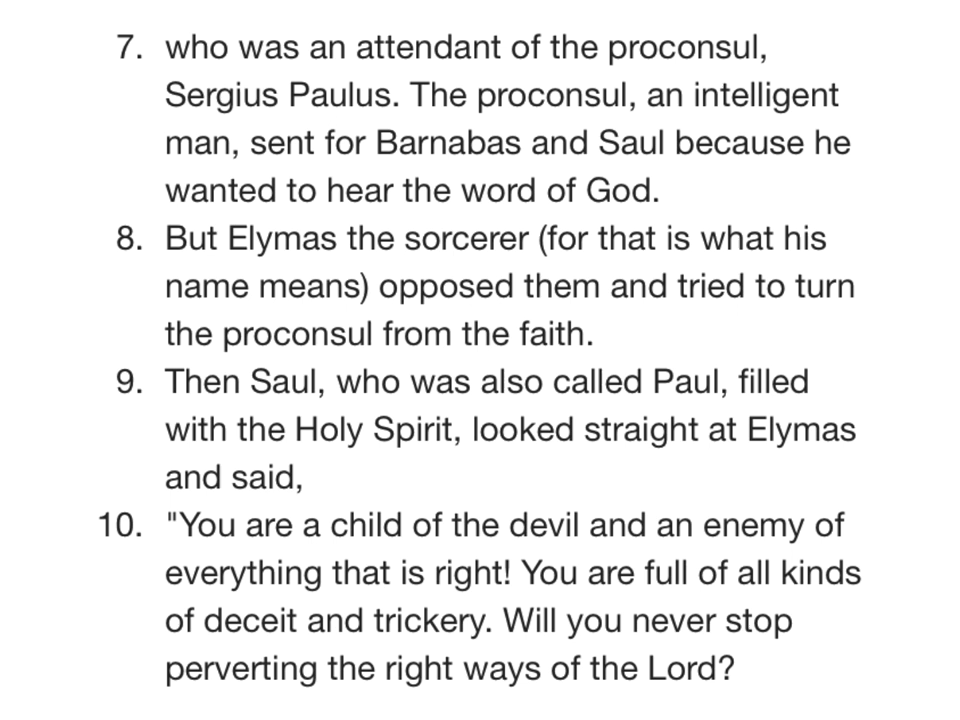 7. who was an attendant of the proconsul,
Sergius Paulus. The proconsul, an intelligent
man, sent for Barnabas and Saul because he
wanted to hear the word of God.
8. But Elymas the sorcerer (for that is what his
name means) opposed them and tried to turn
the proconsul from the faith.
9. Then Saul, who was also called Paul, filled
with the Holy Spirit, looked straight at Elymas
and said,
10. "You are a child of the devil and an enemy of
everything that is right! You are full of all kinds
of deceit and trickery. Will you never stop
perverting the right ways of the Lord?